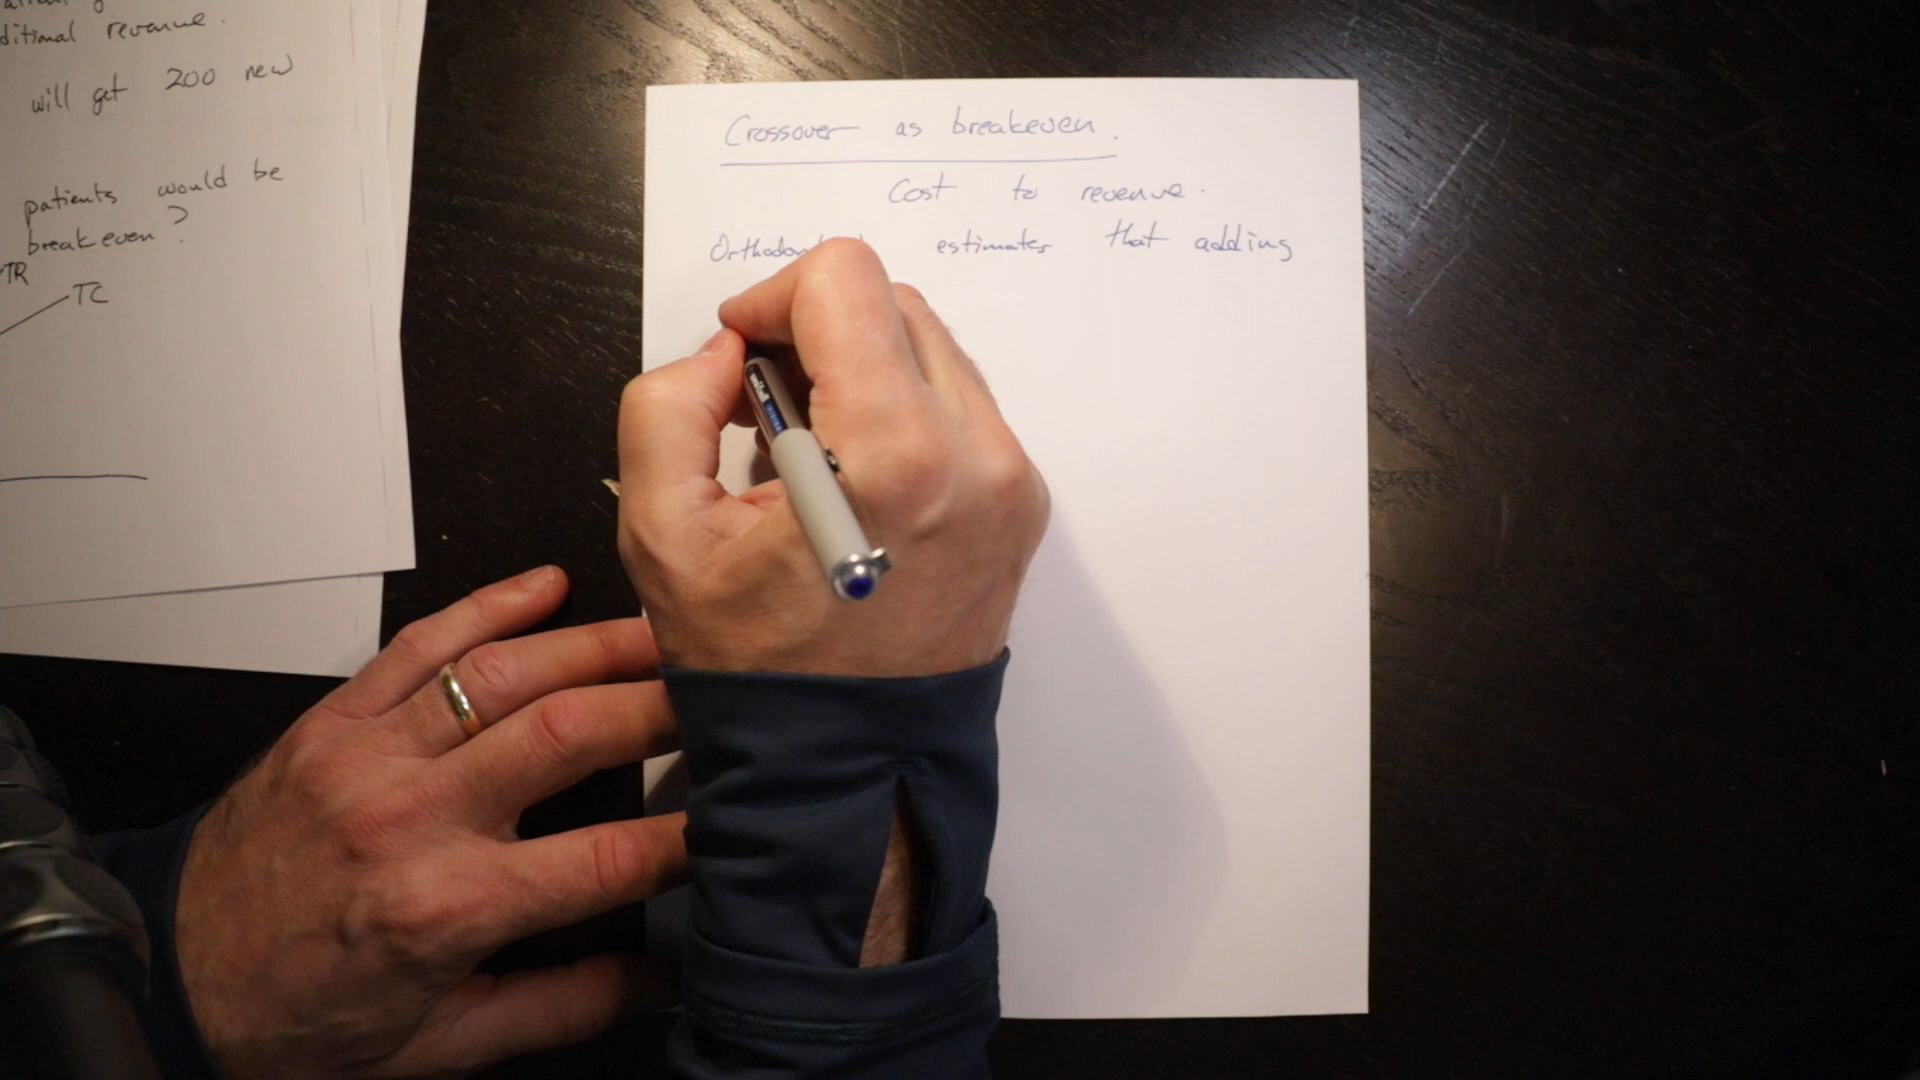 revenue.
will get 200 new
patients would be
breakeven?
TR
TC
Crossover as breakeven.
Cost to revenue.
estimates that adding